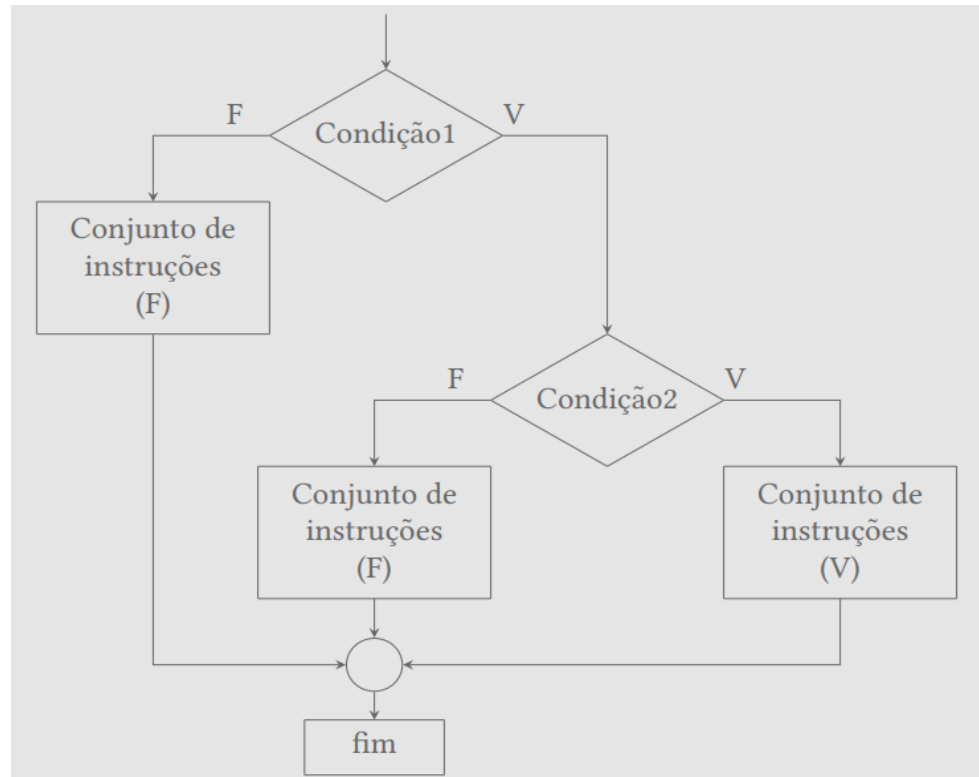 F
V
Condição1
Conjunto de
instruções
(F)
F
V
Condição2
Conjunto de
instruções
(F)
Conjunto de
instruções
(V)
fim